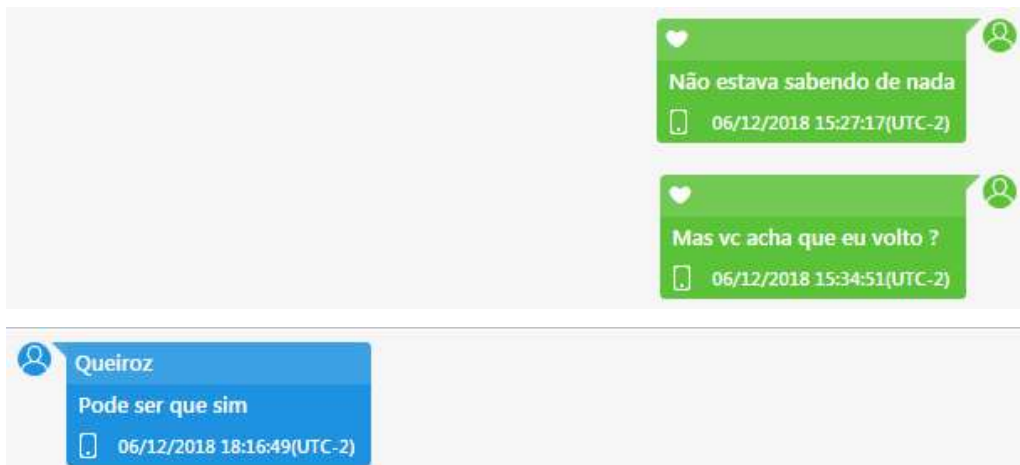 Não estava sabendo de nada
06/12/2018 15:27:17(UTC-2)
Mas vc acha que eu volto ?
06/12/2018 15:34:51(UTC-2)
Queiroz
Pode ser que sim
06/12/2018 18:16:49(UTC-2)